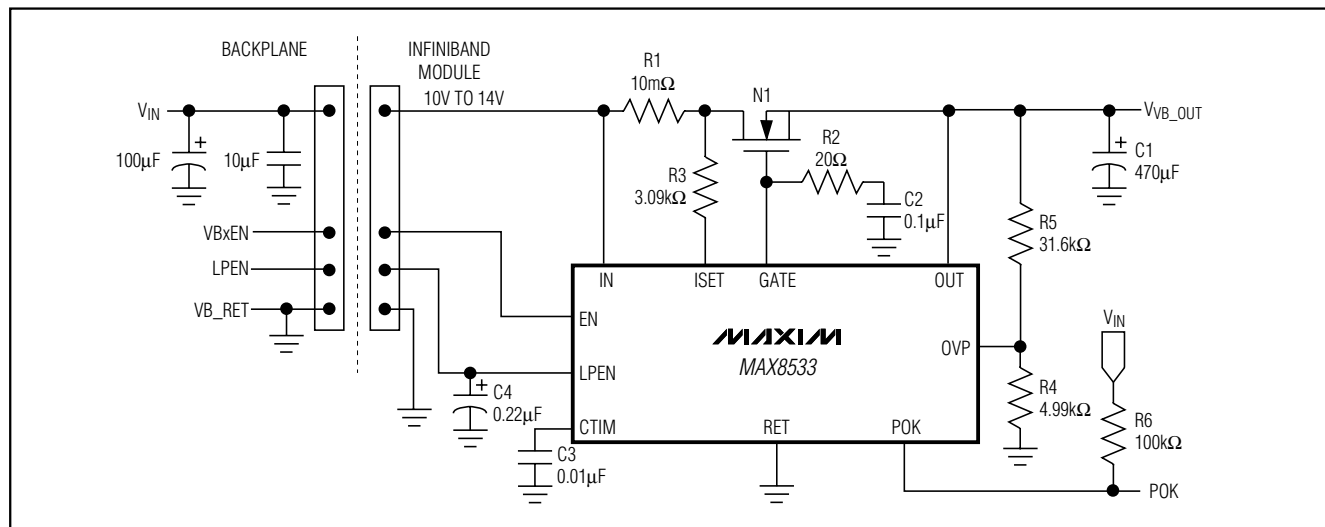 BACKPLANE
INFINIBAND
MODULE
10V TO 14V
R1
10mΩ
N1
VIN
VVB_OUT
100µF
+
10µF
R3
3.09kΩ
R2
20Ω
C2
0.1µF
+
C1
470µF
R5
31.6kΩ
VBxEN
LPEN
VB_RET
IN
ISET
GATE
OUT
EN
MAXIM
MAX8533
OVP
VIN
LPEN
+
C4
0.22µF
R4
4.99kΩ
CTIM
RET
POK
R6
100kΩ
C3
0.01µF
POK